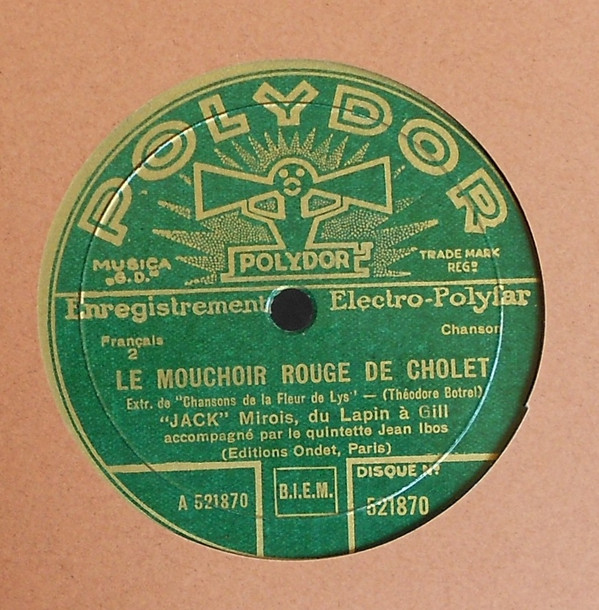 POLYDOR
POLYDOR
MUSICA
"G.D."
TRADE MARK
REGD
Enregistrement Electro-Polyfar
Français
2
Chanson
LE MOUCHOIR ROUGE DE CHOLET
Extr. de "Chansons de la Fleur de Lys" — (Théodore Botrel)
"JACK" Mirois, du Lapin à Gill
accompagné par le quintette Jean Ibos
(Editions Ondet, Paris)
A 521870
B.I.E.M.
DISQUE No
521870